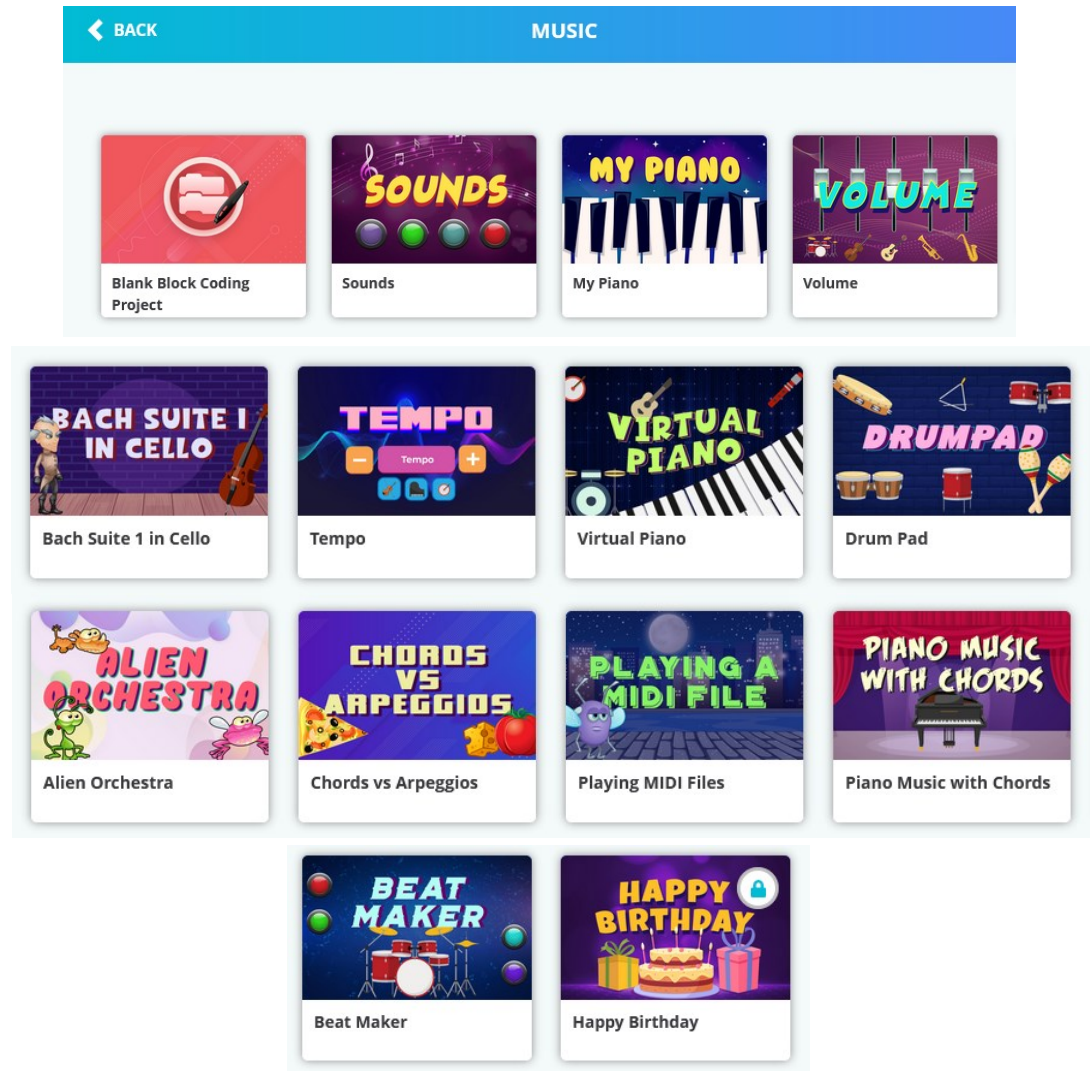 BACK
MUSIC
SOUNDS
MY PIANO
VOLUME
Blank Block Coding
Project
Sounds
My Piano
Volume
BACH SUITE I
IN CELLO
TEMPO
Tempo
VIRTUAL
PIANO
DRUMPAD
Bach Suite 1 in Cello
Tempo
Virtual Piano
Drum Pad
ALIEN
ORCHESTRA
CHORDS
VS
ARPEGGIOS
PLAYING A
MIDI FILE
PIANO MUSIC
WITH CHORDS
Alien Orchestra
Chords vs Arpeggios
Playing MIDI Files
Piano Music with Chords
BEAT
MAKER
HAPPY
BIRTHDAY
Beat Maker
Happy Birthday